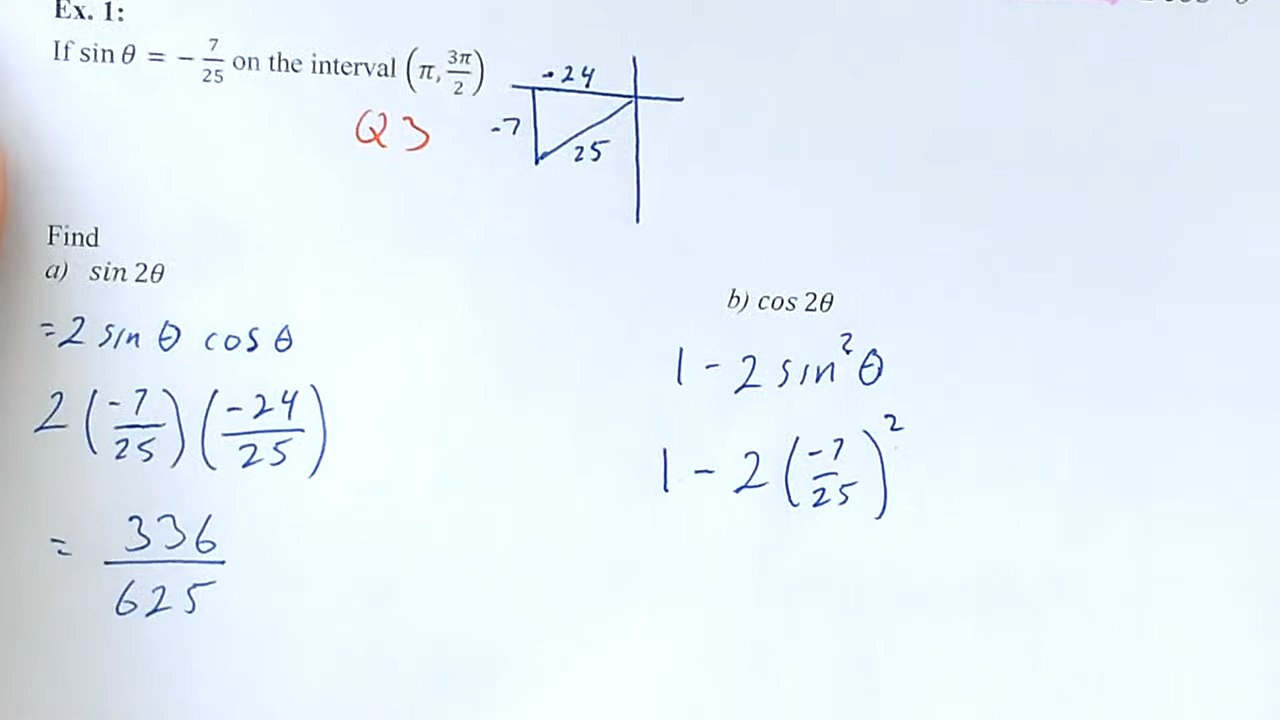 Ex. 1:
If sin θ = − 7/25 on the interval (π, 3π/2)
-24
-7
25
Q3
Find
a) sin 2θ
= 2 sin θ cos θ
2 (-7/25) (-24/25)
= 336/625
b) cos 2θ
1 - 2 sin² θ
1 - 2 (-7/25)²